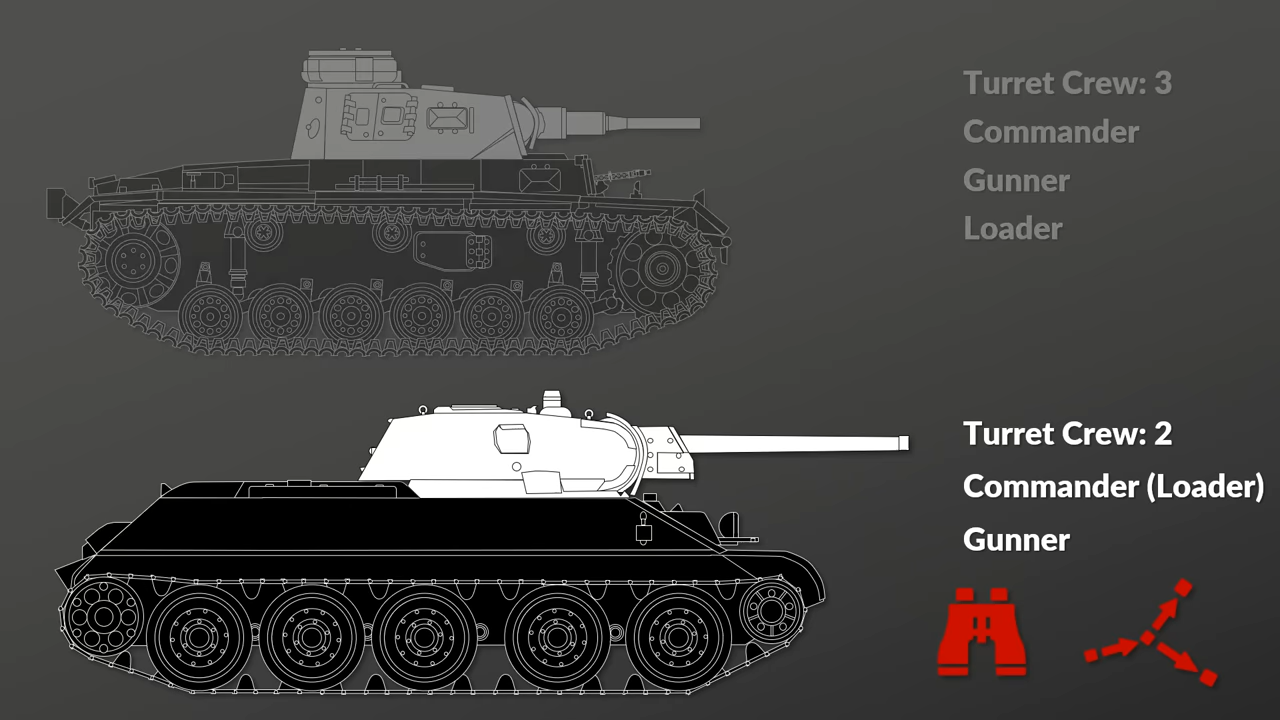 Turret Crew: 3
Commander
Gunner
Loader
Turret Crew: 2
Commander (Loader)
Gunner